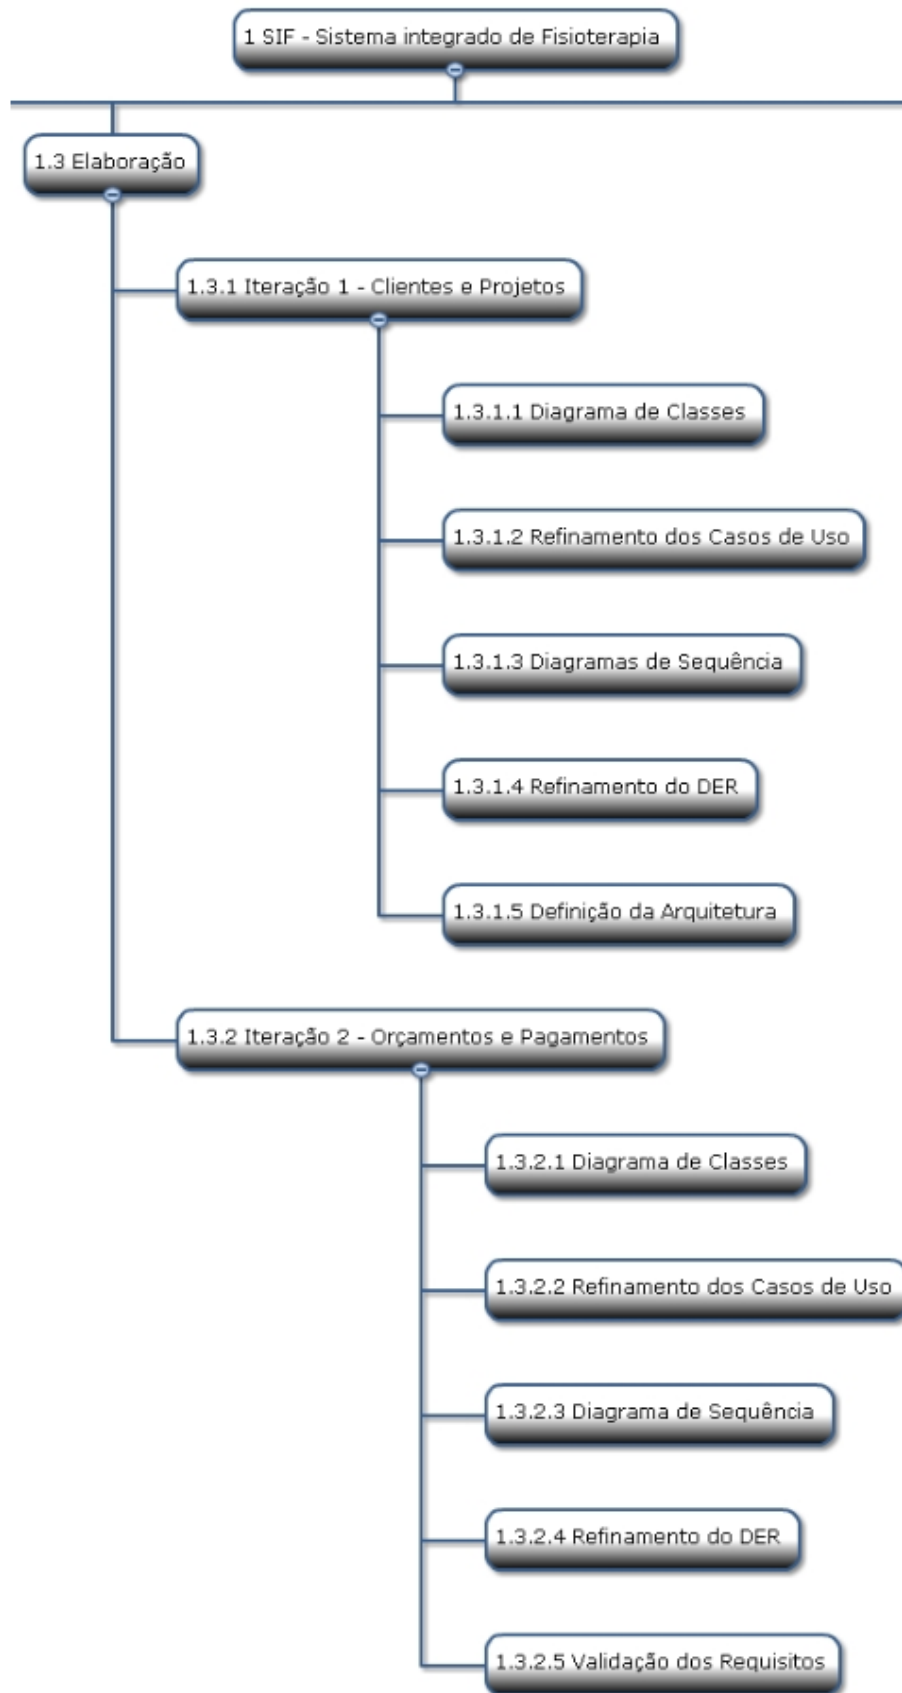 1 SIF - Sistema integrado de Fisioterapia
1.3 Elaboração
1.3.1 Iteração 1 - Clientes e Projetos
1.3.1.1 Diagrama de Classes
1.3.1.2 Refinamento dos Casos de Uso
1.3.1.3 Diagramas de Sequência
1.3.1.4 Refinamento do DER
1.3.1.5 Definição da Arquitetura
1.3.2 Iteração 2 - Orçamentos e Pagamentos
1.3.2.1 Diagrama de Classes
1.3.2.2 Refinamento dos Casos de Uso
1.3.2.3 Diagrama de Sequência
1.3.2.4 Refinamento do DER
1.3.2.5 Validação dos Requisitos